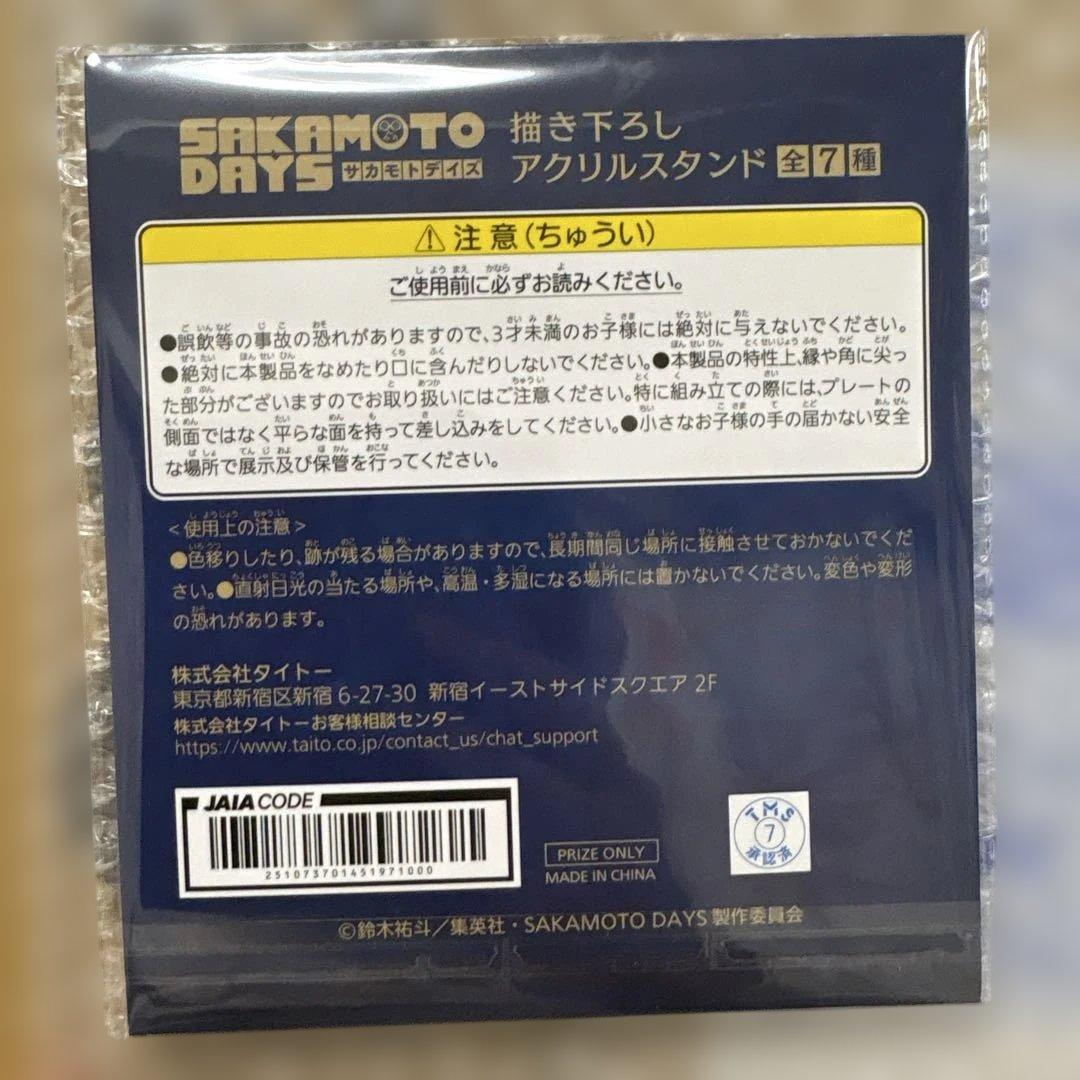 SAKAMOTO
DAYS サカモトデイズ
描き下ろし
アクリルスタンド 全7種
⚠注意(ちゅうい)
ご使用前に必ずお読みください。
●誤飲等の事故の恐れがありますので、3才未満のお子様には絶対に与えないでください。
●絶対に本製品をなめたり口に含んだりしないでください。●本製品の特性上、縁や角に尖っ
た部分がございますのでお取り扱いにはご注意ください。特に組み立ての際には、プレートの
側面ではなく平らな面を持って差し込みをしてください。●小さなお子様の手の届かない安全
な場所で展示及び保管を行ってください。
<使用上の注意>
●色移りしたり、跡が残る場合がありますので、長期間同じ場所に接触させておかないでくだ
さい。●直射日光の当たる場所や、高温・多湿になる場所には置かないでください。変色や変形
の恐れがあります。
株式会社タイトー
東京都新宿区新宿 6-27-30 新宿イーストサイドスクエア 2F
株式会社タイトーお客様相談センター
https://www.taito.co.jp/contact_us/chat_support
JAIA CODE
251073701451971000
PRIZE ONLY
MADE IN CHINA
TMS
7
承認済
©鈴木祐斗/集英社・SAKAMOTO DAYS 製作委員会